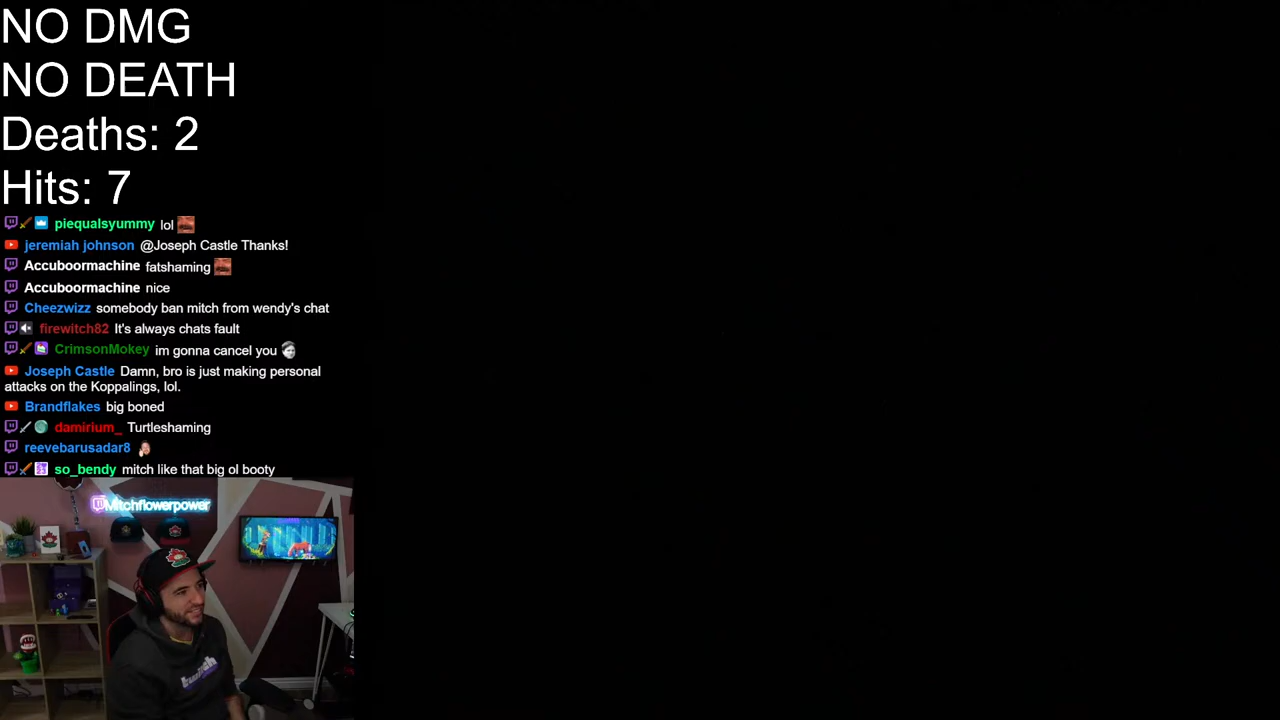 NO DMG
NO DEATH
Deaths: 2
Hits: 7
piequalsyummy lol
jeremiah johnson @Joseph Castle Thanks!
Accuboormachine fatshaming
Accuboormachine nice
Cheezwizz somebody ban mitch from wendy's chat
firewitch82 It's always chats fault
CrimsonMokey im gonna cancel you
Joseph Castle Damn, bro is just making personal
attacks on the Koppalings, lol.
Brandflakes big boned
damirium_ Turtleshaming
reevebarusadar8
so_bendy mitch like that big ol booty
Mitchflowerpower
twitch